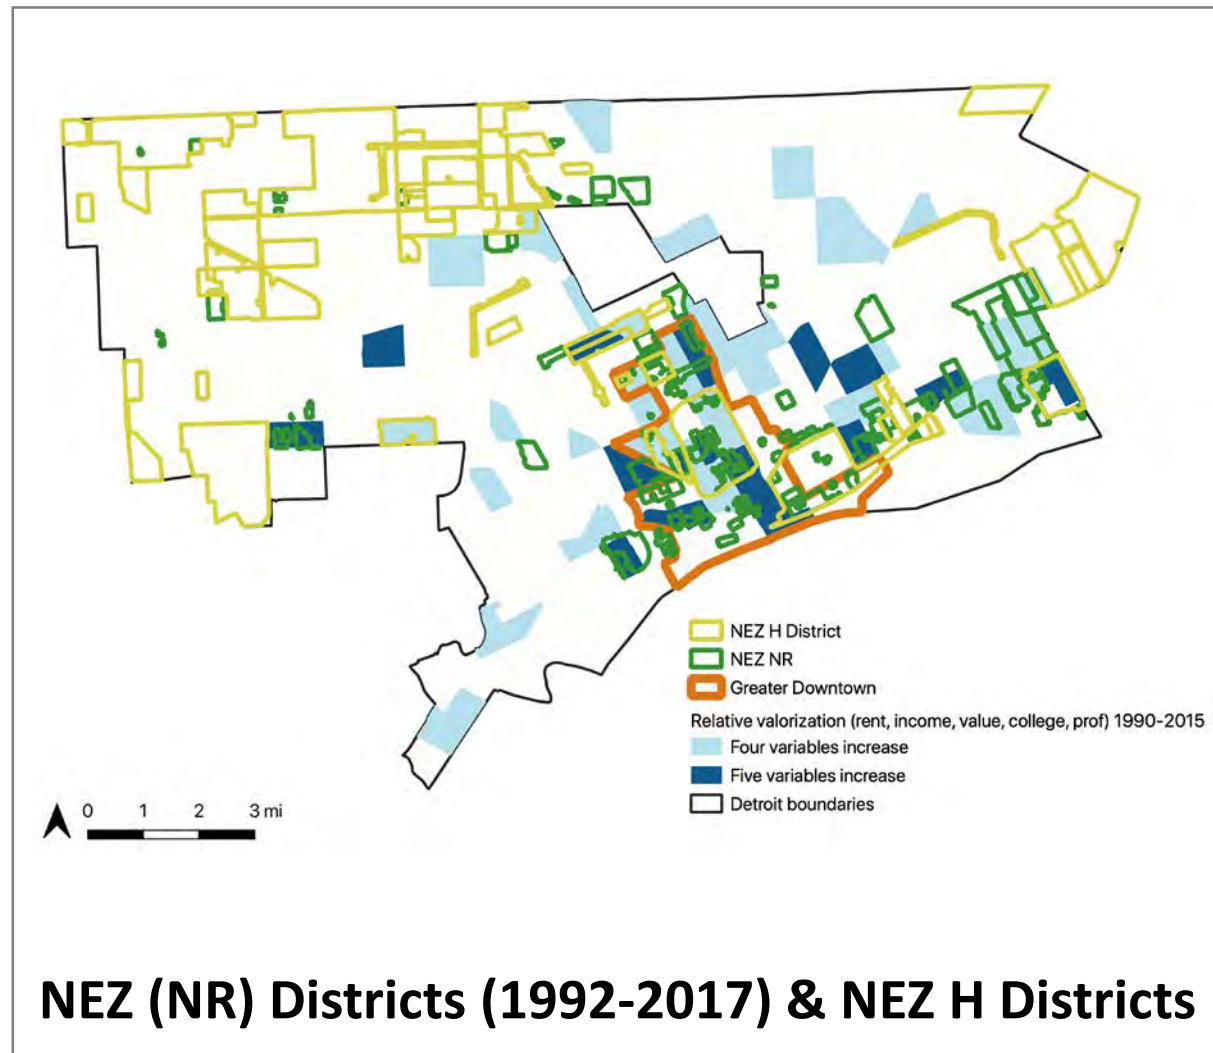 NEZ H District
NEZ NR
Greater Downtown
Relative valorization (rent, income, value, college, prof) 1990-2015
Four variables increase
Five variables increase
Detroit boundaries
0 1 2 3 mi
NEZ (NR) Districts (1992-2017) & NEZ H Districts